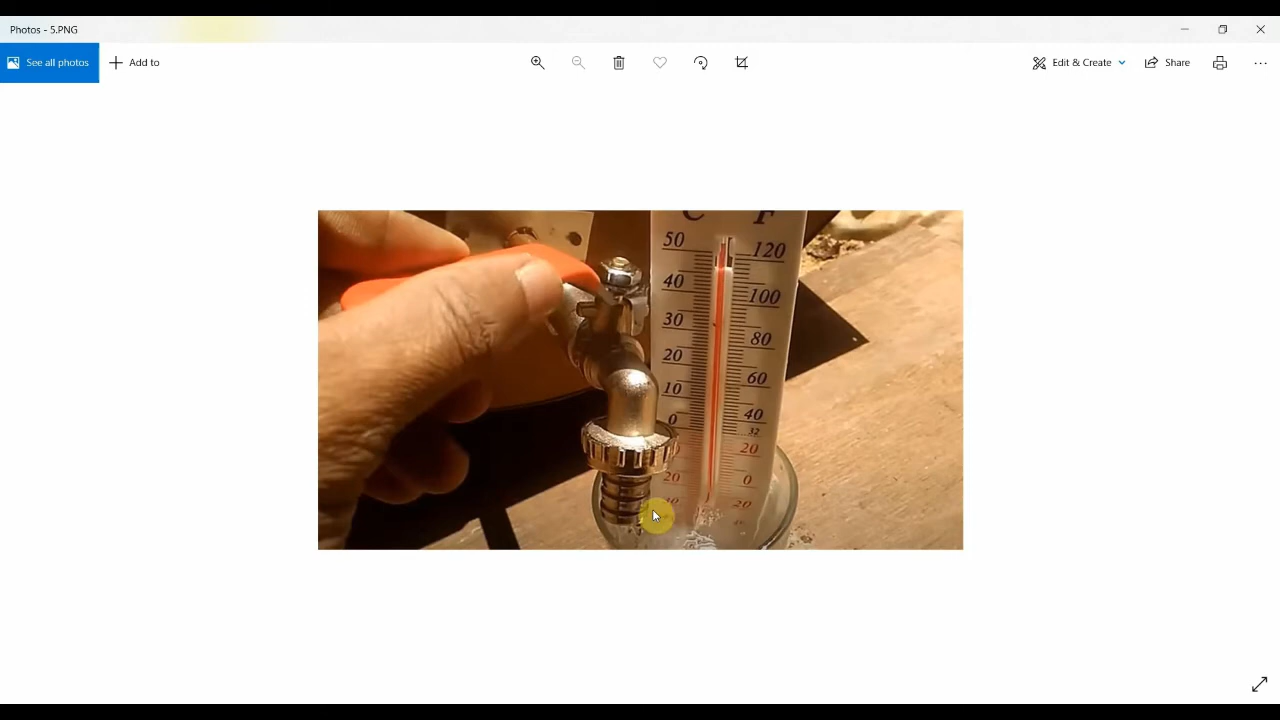 Photos - 5.PNG
See all photos
Add to
Edit & Create
Share
C F
50 120
40 100
30 80
20 60
10 40
0 32
20
20 0
20